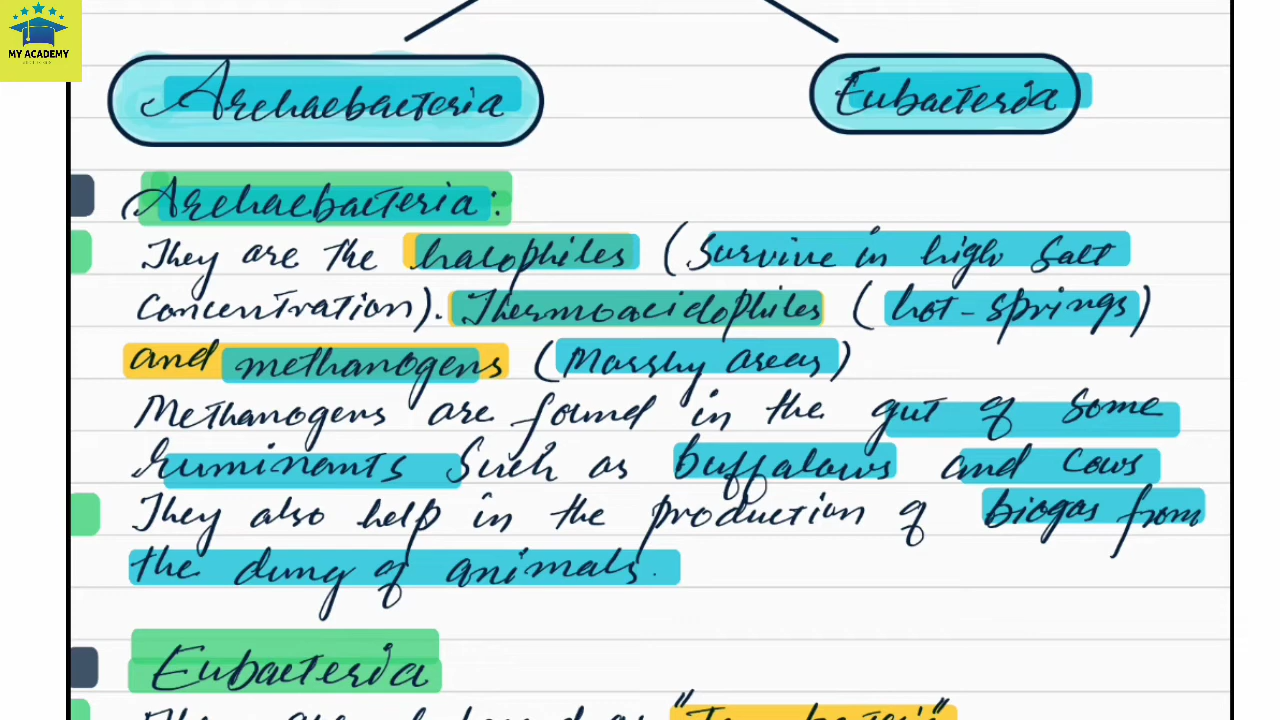 MY ACADEMY
Archaebacteria
Eubacteria
Archaebacteria:
They are the halophiles (Survive in high Salt
Concentration). Thermoacidophiles (hot-springs)
and methanogens (Marshy areas)
Methanogens are found in the gut of some
ruminants Such as buffalows and cows
They also help in the production of biogas from
the dung of animals.
Eubacteria